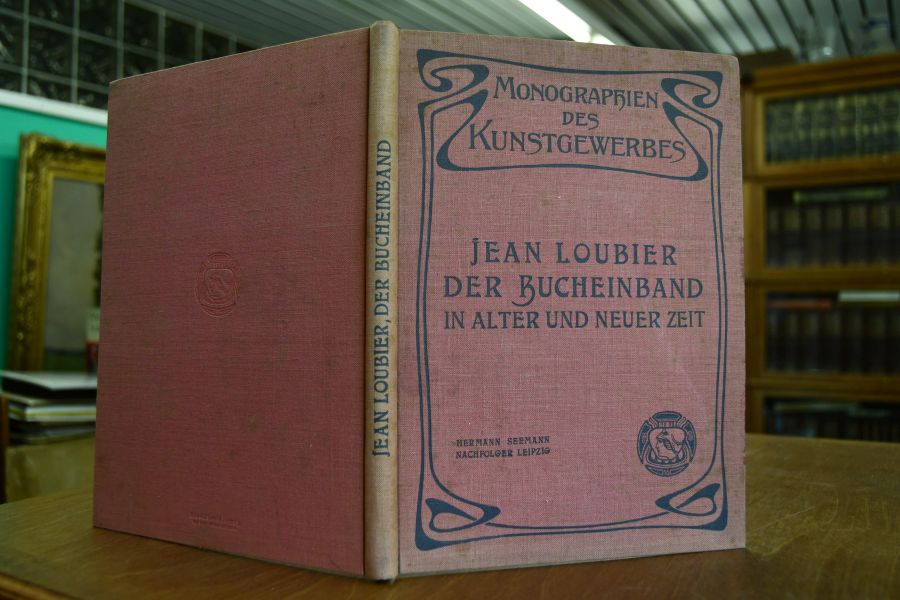 MONOGRAPHIEN
DES
KUNSTGEWERBES
JEAN LOUBIER
DER BUCHEINBAND
IN ALTER UND NEUER ZEIT
HERMANN SEEMANN
NACHFOLGER LEIPZIG
JEAN LOUBIER, DER BUCHEINBAND